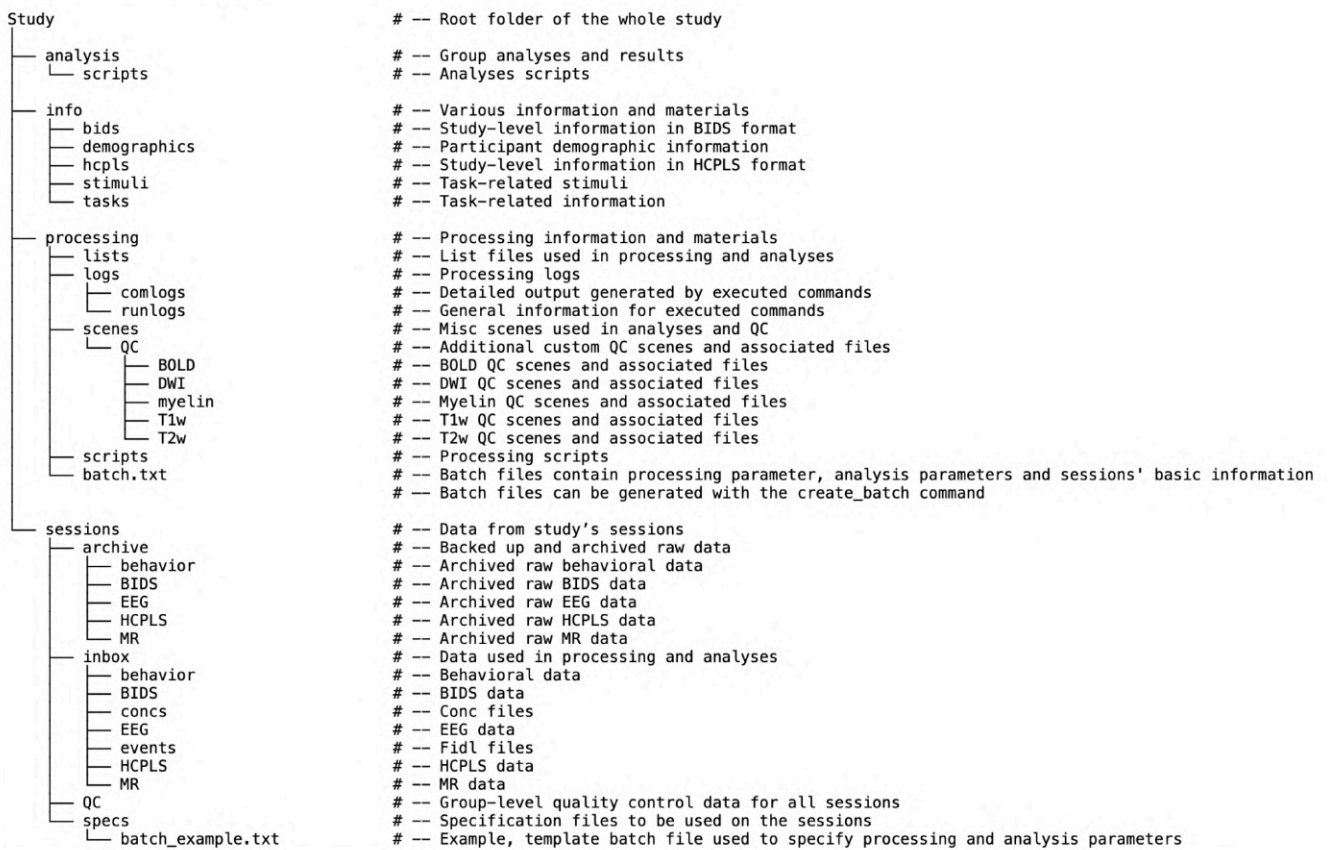 Study # -- Root folder of the whole study
│
├── analysis # -- Group analyses and results
│   └── scripts # -- Analyses scripts
│
├── info # -- Various information and materials
│   ├── bids # -- Study-level information in BIDS format
│   ├── demographics # -- Participant demographic information
│   ├── hcpls # -- Study-level information in HCPLS format
│   ├── stimuli # -- Task-related stimuli
│   └── tasks # -- Task-related information
│
├── processing # -- Processing information and materials
│   ├── lists # -- List files used in processing and analyses
│   ├── logs # -- Processing logs
│   │   ├── comlogs # -- Detailed output generated by executed commands
│   │   └── runlogs # -- General information for executed commands
│   ├── scenes # -- Misc scenes used in analyses and QC
│   │   └── QC # -- Additional custom QC scenes and associated files
│   │       ├── BOLD # -- BOLD QC scenes and associated files
│   │       ├── DWI # -- DWI QC scenes and associated files
│   │       ├── myelin # -- Myelin QC scenes and associated files
│   │       ├── T1w # -- T1w QC scenes and associated files
│   │       └── T2w # -- T2w QC scenes and associated files
│   ├── scripts # -- Processing scripts
│   └── batch.txt # -- Batch files contain processing parameter, analysis parameters and sessions' basic information
│ # -- Batch files can be generated with the create_batch command
│
└── sessions # -- Data from study's sessions
    ├── archive # -- Backed up and archived raw data
    │   ├── behavior # -- Archived raw behavioral data
    │   ├── BIDS # -- Archived raw BIDS data
    │   ├── EEG # -- Archived raw EEG data
    │   ├── HCPLS # -- Archived raw HCPLS data
    │   └── MR # -- Archived raw MR data
    ├── inbox # -- Data used in processing and analyses
    │   ├── behavior # -- Behavioral data
    │   ├── BIDS # -- BIDS data
    │   ├── concs # -- Conc files
    │   ├── EEG # -- EEG data
    │   ├── events # -- Fidl files
    │   ├── HCPLS # -- HCPLS data
    │   └── MR # -- MR data
    ├── QC # -- Group-level quality control data for all sessions
    └── specs # -- Specification files to be used on the sessions
        └── batch_example.txt # -- Example, template batch file used to specify processing and analysis parameters